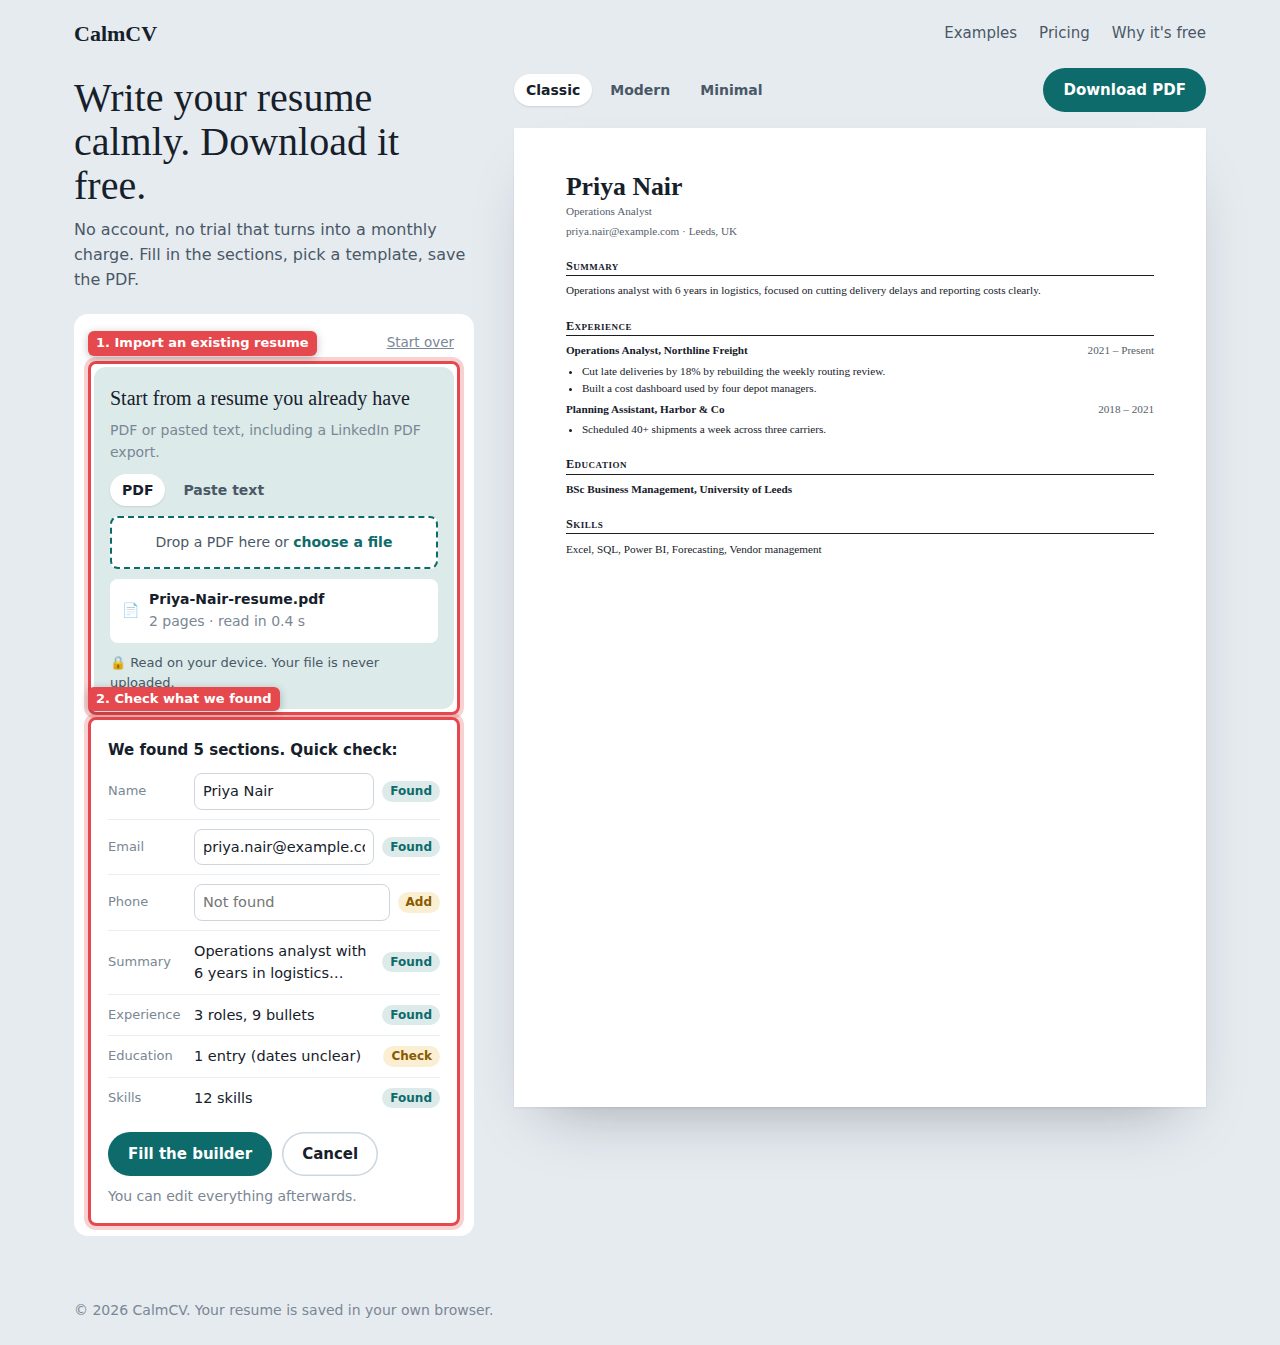 CalmCV
Examples
Pricing
Why it's free
Write your resume
calmly. Download it
free.
No account, no trial that turns into a monthly
charge. Fill in the sections, pick a template, save
the PDF.
1. Import an existing resume
Start over
Start from a resume you already have
PDF or pasted text, including a LinkedIn PDF
export.
PDF
Paste text
Drop a PDF here or choose a file
Priya-Nair-resume.pdf
2 pages · read in 0.4 s
🔒 Read on your device. Your file is never
uploaded.
2. Check what we found
We found 5 sections. Quick check:
Name
Priya Nair
Found
Email
priya.nair@example.co
Found
Phone
Not found
Add
Summary
Operations analyst with
6 years in logistics…
Found
Experience
3 roles, 9 bullets
Found
Education
1 entry (dates unclear)
Check
Skills
12 skills
Found
Fill the builder
Cancel
You can edit everything afterwards.
Classic
Modern
Minimal
Download PDF
Priya Nair
Operations Analyst
priya.nair@example.com · Leeds, UK
Summary
Operations analyst with 6 years in logistics, focused on cutting delivery delays and reporting costs clearly.
Experience
Operations Analyst, Northline Freight
2021 – Present
• Cut late deliveries by 18% by rebuilding the weekly routing review.
• Built a cost dashboard used by four depot managers.
Planning Assistant, Harbor & Co
2018 – 2021
• Scheduled 40+ shipments a week across three carriers.
Education
BSc Business Management, University of Leeds
Skills
Excel, SQL, Power BI, Forecasting, Vendor management
© 2026 CalmCV. Your resume is saved in your own browser.